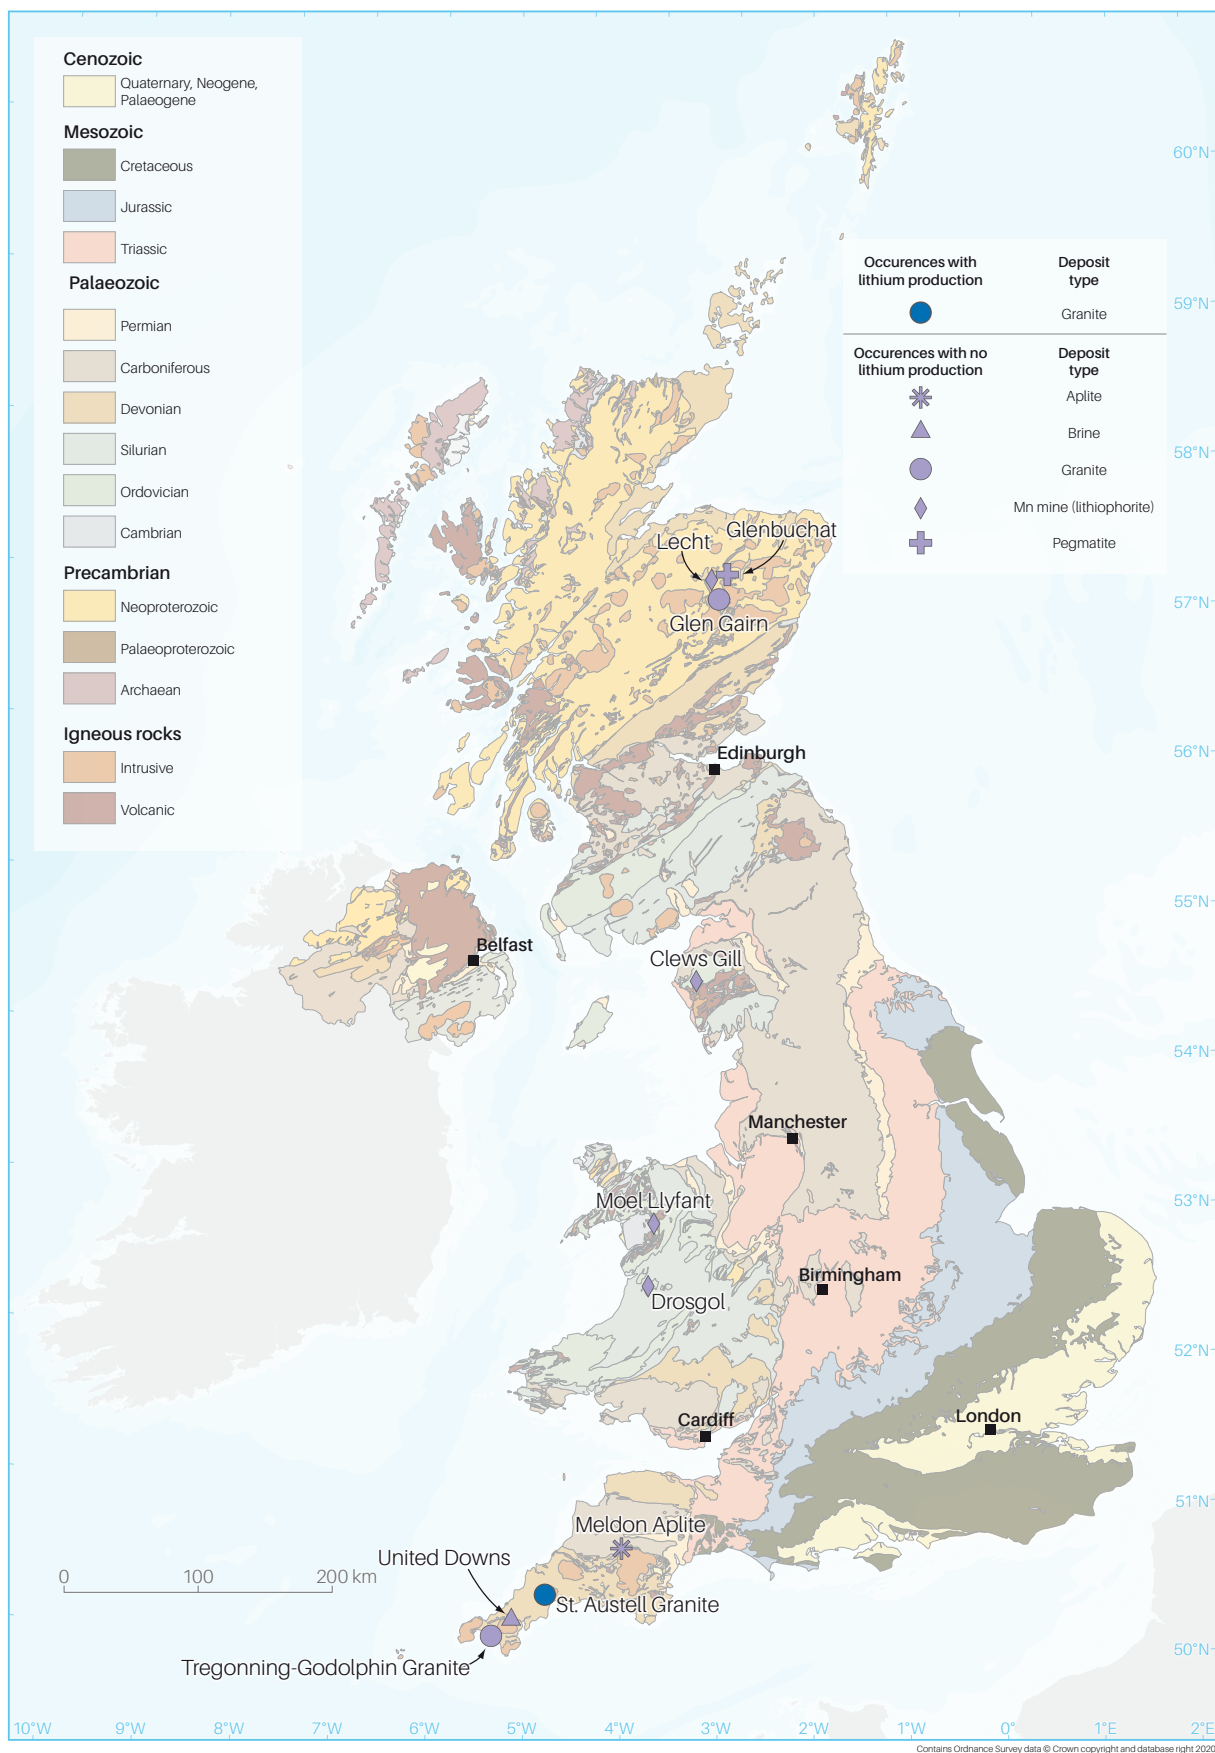 Cenozoic
Quaternary, Neogene,
Palaeogene
Mesozoic
Cretaceous
Jurassic
Triassic
Palaeozoic
Permian
Carboniferous
Devonian
Silurian
Ordovician
Cambrian
Precambrian
Neoproterozoic
Palaeoproterozoic
Archaean
Igneous rocks
Intrusive
Volcanic
Occurences with
lithium production
Deposit
type
Granite
Occurences with no
lithium production
Deposit
type
Aplite
Brine
Granite
Mn mine (lithiophorite)
Pegmatite
60°N
59°N
58°N
57°N
56°N
55°N
54°N
53°N
52°N
51°N
50°N
Lecht
Glenbuchat
Glen Gairn
Edinburgh
Belfast
Clews Gill
Manchester
Moel Llyfant
Birmingham
Drosgol
Cardiff
London
Meldon Aplite
United Downs
St. Austell Granite
Tregonning-Godolphin Granite
0 100 200 km
10°W 9°W 8°W 7°W 6°W 5°W 4°W 3°W 2°W 1°W 0° 1°E 2°E
Contains Ordnance Survey data © Crown copyright and database right 2020